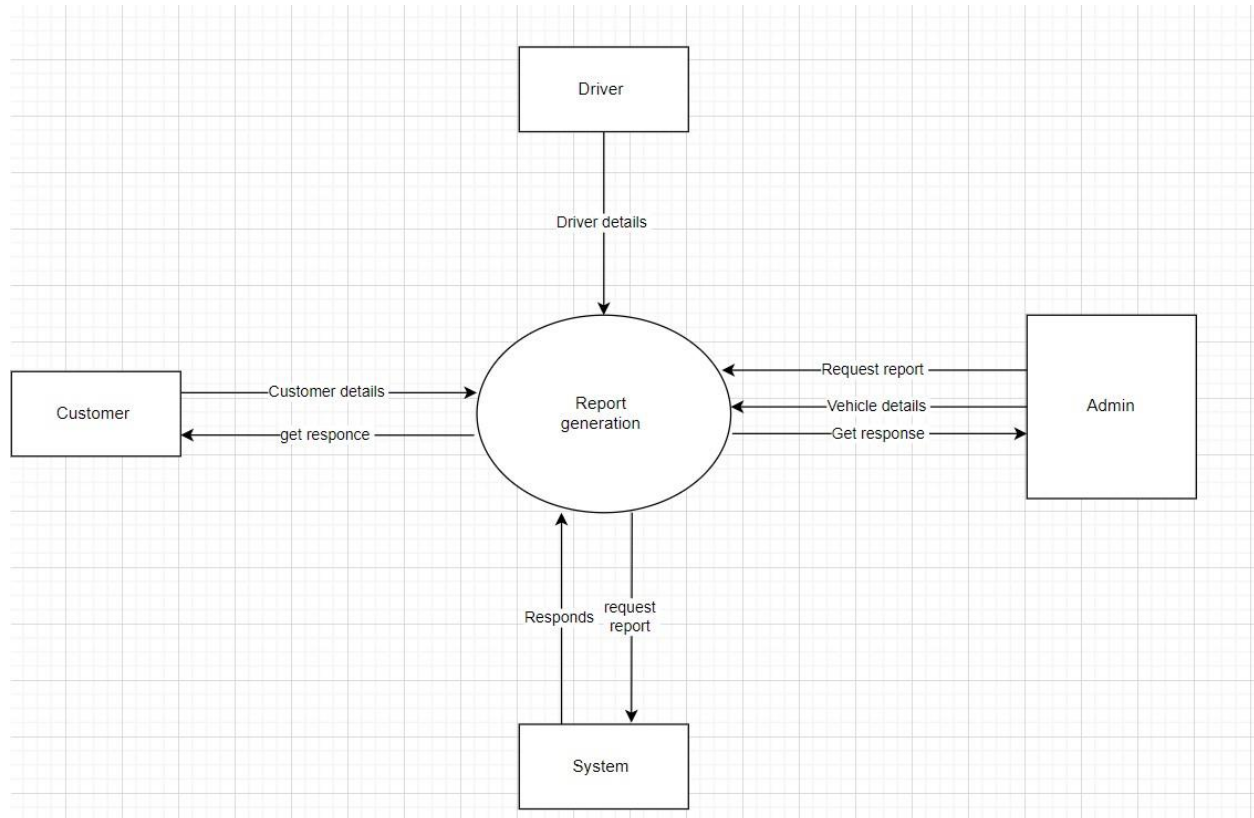 Driver
Driver details
Request report
Customer details
Report
generation
Vehicle details
Admin
Customer
get responce
Get response
Responds
request
report
System